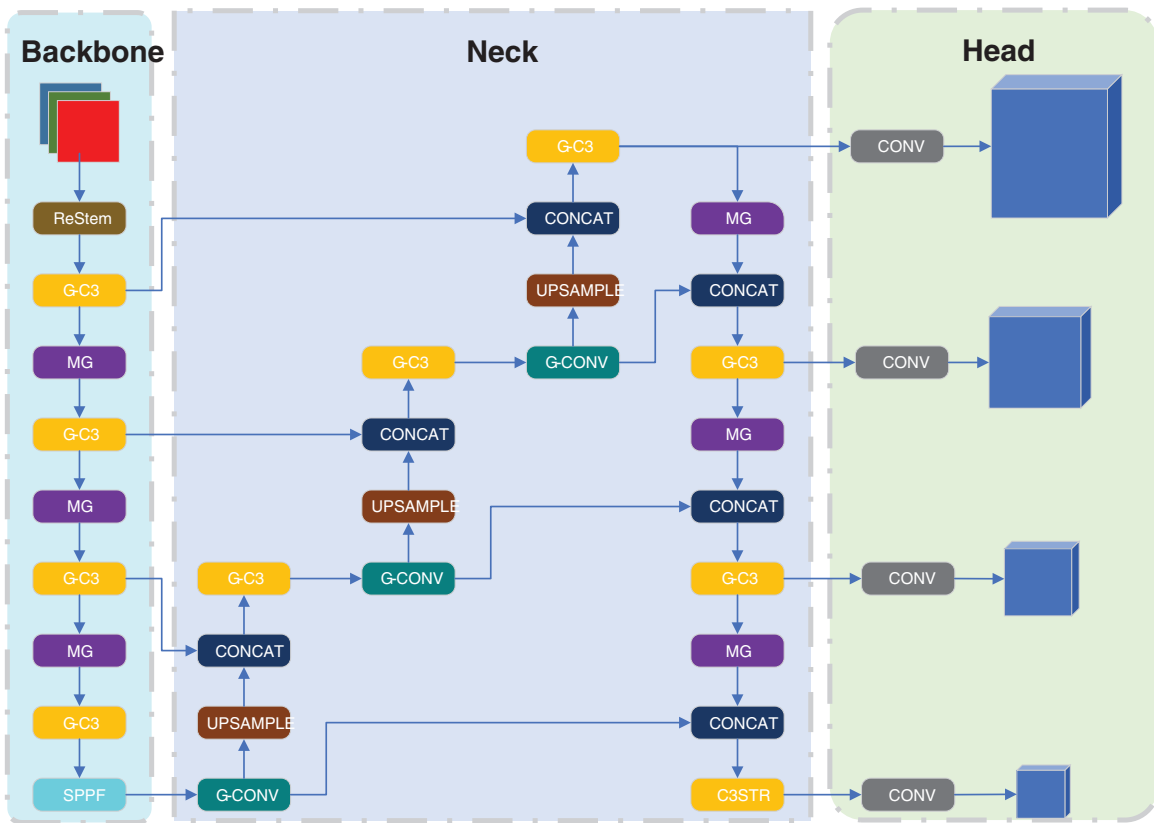 Backbone
Neck
Head
ReStem
G-C3
MG
G-C3
MG
G-C3
MG
G-C3
SPPF
G-C3
CONCAT
UPSAMPLE
G-CONV
G-C3
CONCAT
UPSAMPLE
G-CONV
G-C3
CONCAT
UPSAMPLE
G-CONV
MG
CONCAT
G-C3
MG
CONCAT
G-C3
MG
CONCAT
C3STR
CONV
CONV
CONV
CONV